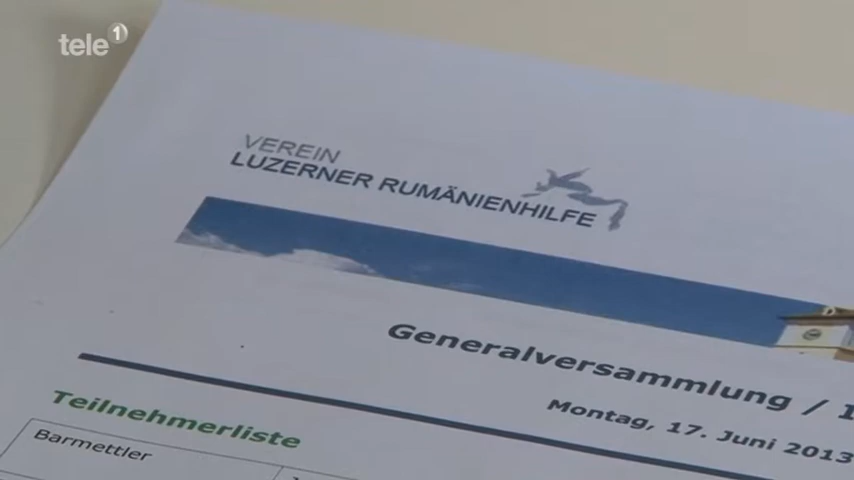 tele 1
VEREIN
LUZERNER RUMÄNIENHILFE
Generalversammlung /
Montag, 17. Juni 2013
Teilnehmerliste
Barmettler